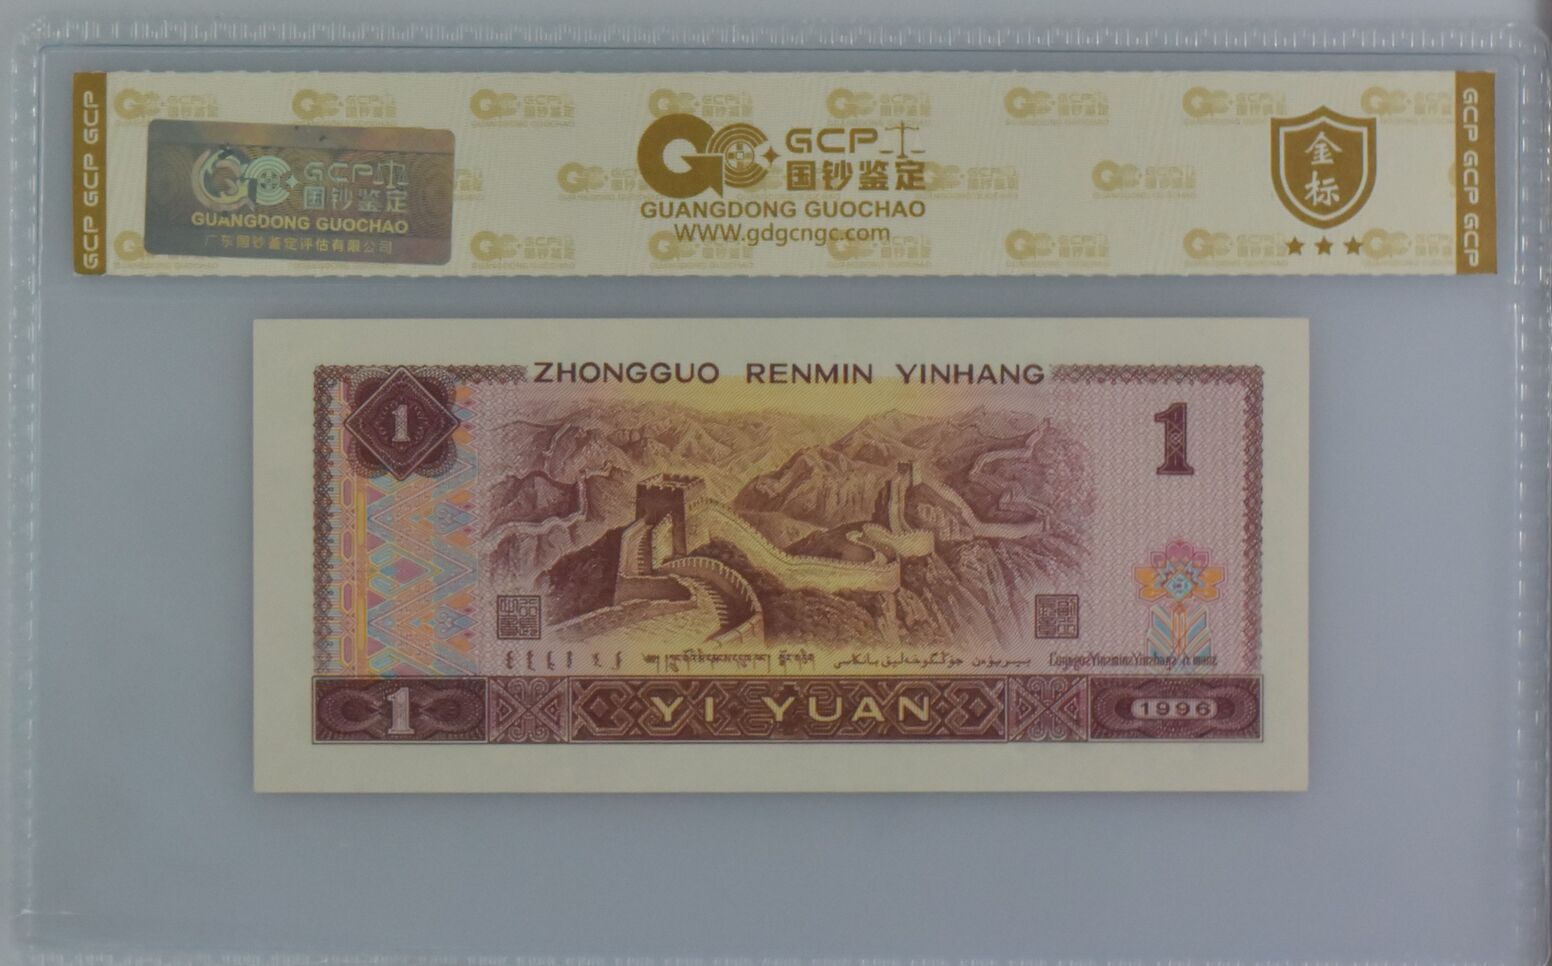 GCP GCP GCP
GCP
国钞鉴定
GUANGDONG GUOCHAO
广东国钞鉴定评估有限公司
GCP
国钞鉴定
GUANGDONG GUOCHAO
WWW.gdgcngc.com
金标
GCP GCP GCP
ZHONGGUO RENMIN YINHANG
1
1
1
YI YUAN
1996